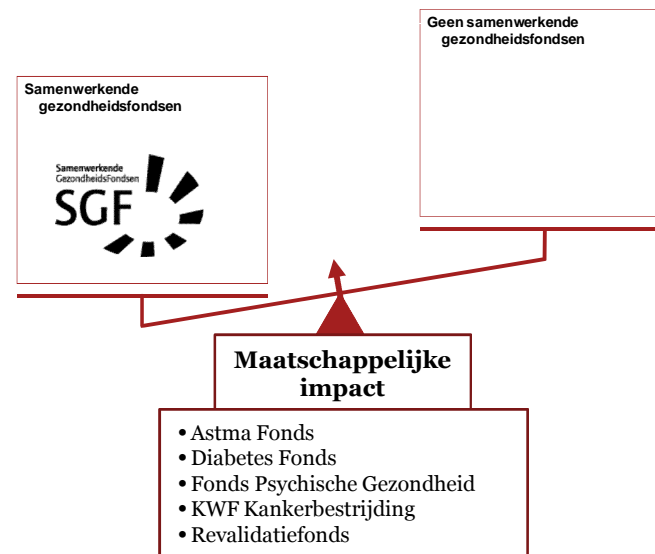 Geen samenwerkende
gezondheidsfondsen
Samenwerkende
gezondheidsfondsen
Samenwerkende
GezondheidsFondsen
SGF
Maatschappelijke
impact
• Astma Fonds
• Diabetes Fonds
• Fonds Psychische Gezondheid
• KWF Kankerbestrijding
• Revalidatiefonds